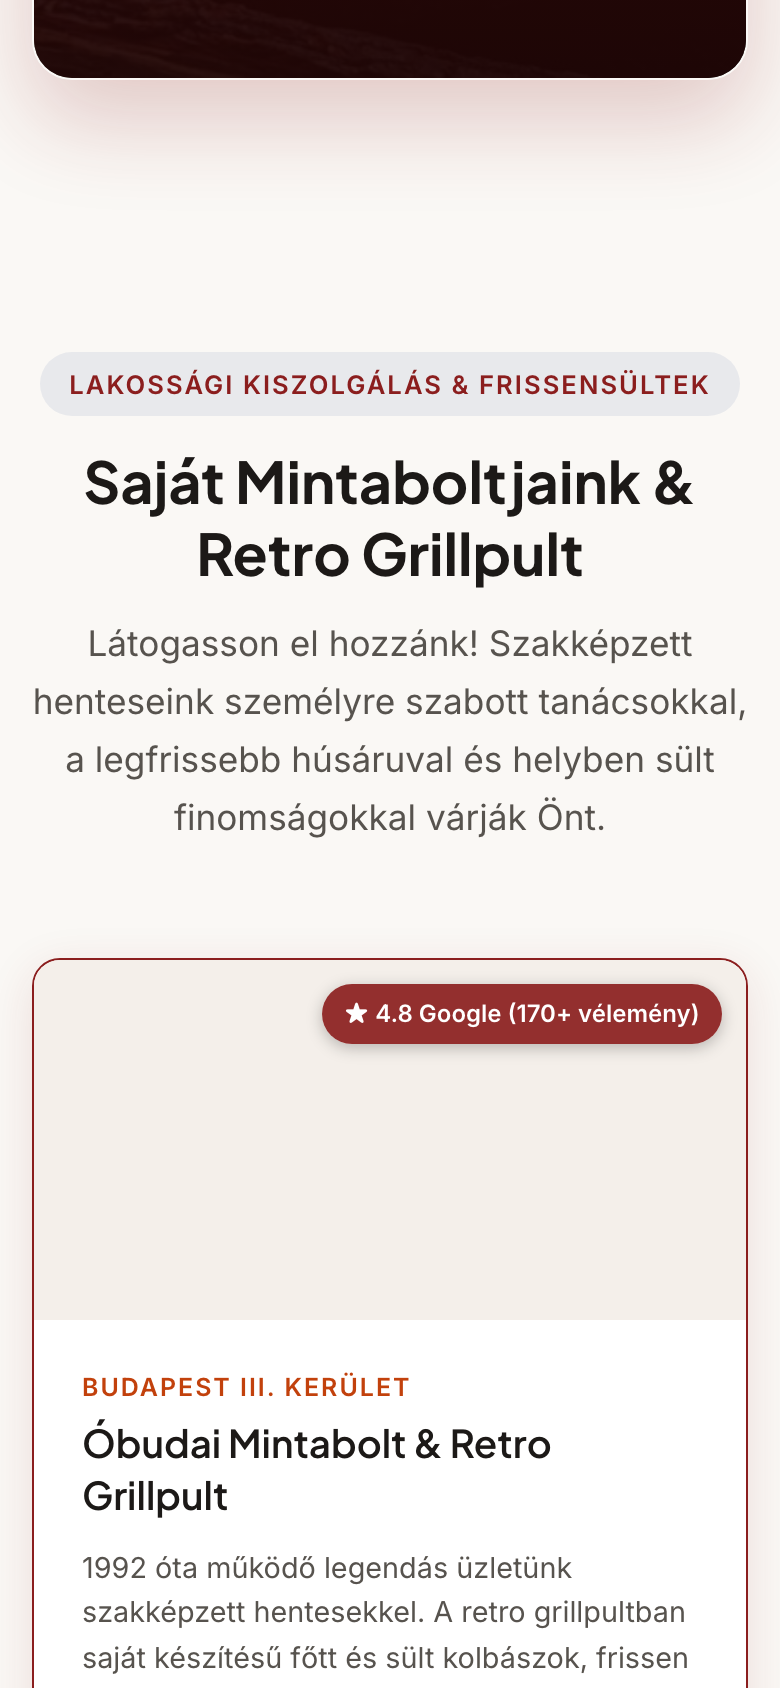 LAKOSSÁGI KISZOLGÁLÁS & FRISSENSÜLTEK
Saját Mintaboltjaink &
Retro Grillpult
Látogasson el hozzánk! Szakképzett
henteseink személyre szabott tanácsokkal,
a legfrissebb húsáruval és helyben sült
finomságokkal várják Önt.
★ 4.8 Google (170+ vélemény)
BUDAPEST III. KERÜLET
Óbudai Mintabolt & Retro
Grillpult
1992 óta működő legendás üzletünk
szakképzett hentesekkel. A retro grillpultban
saját készítésű főtt és sült kolbászok, frissen